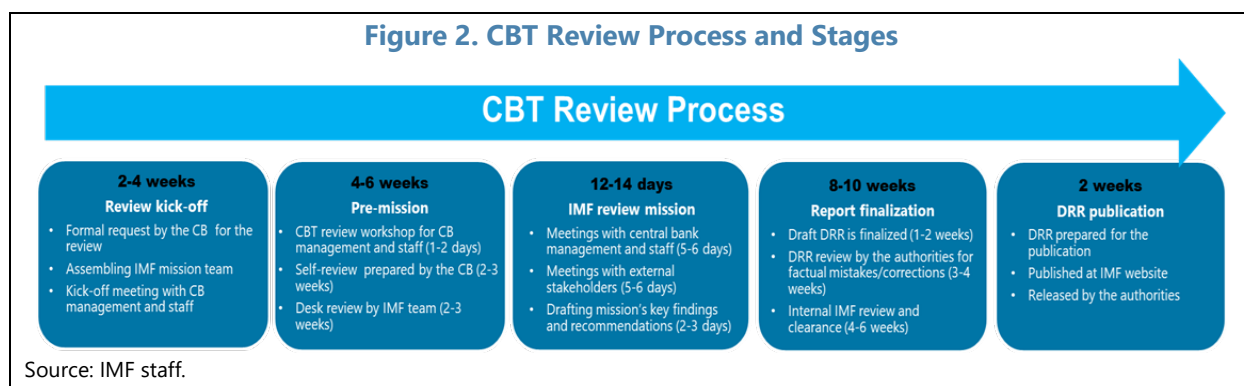 Figure 2. CBT Review Process and Stages
CBT Review Process
2-4 weeks
Review kick-off
• Formal request by the CB for the
review
• Assembling IMF mission team
• Kick-off meeting with CB
management and staff
4-6 weeks
Pre-mission
• CBT review workshop for CB
management and staff (1-2 days)
• Self-review prepared by the CB (2-3
weeks)
• Desk review by IMF team (2-3
weeks)
12-14 days
IMF review mission
• Meetings with central bank
management and staff (5-6 days)
• Meetings with external
stakeholders (5-6 days)
• Drafting mission's key findings
and recommendations (2-3 days)
8-10 weeks
Report finalization
• Draft DRR is finalized (1-2 weeks)
• DRR review by the authorities for
factual mistakes/corrections (3-4
weeks)
• Internal IMF review and
clearance (4-6 weeks)
2 weeks
DRR publication
• DRR prepared for the
publication
• Published at IMF website
• Released by the authorities
Source: IMF staff.